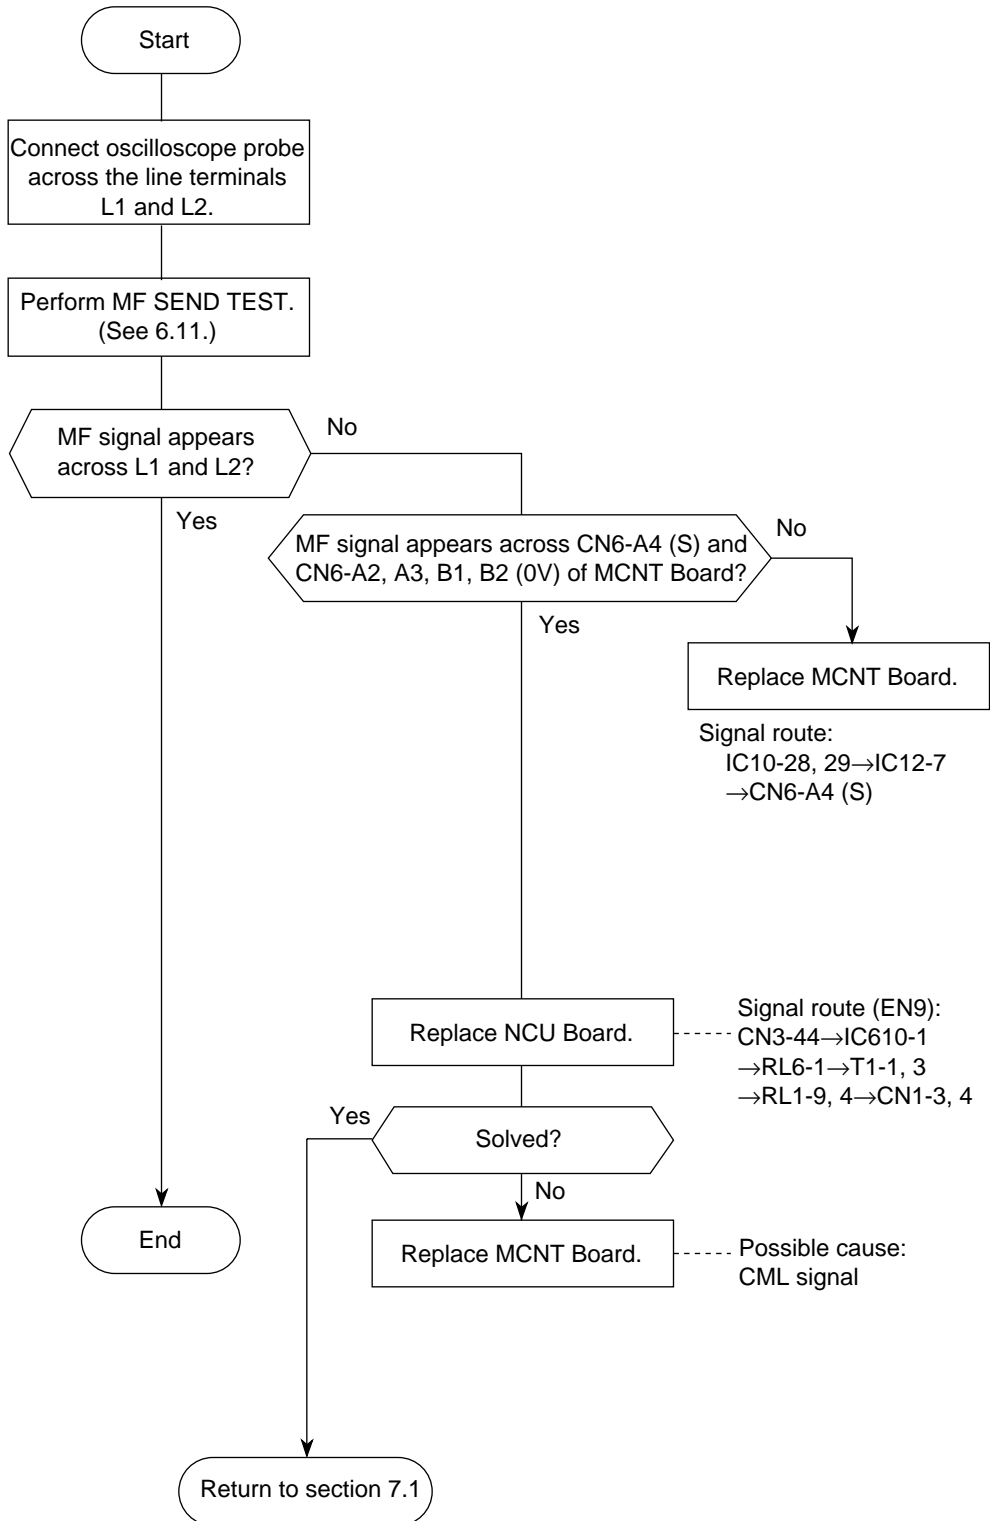 Start
Connect oscilloscope probe
across the line terminals
L1 and L2.
Perform MF SEND TEST.
(See 6.11.)
MF signal appears
across L1 and L2?
No
Yes
MF signal appears across CN6-A4 (S) and
CN6-A2, A3, B1, B2 (0V) of MCNT Board?
No
Yes
Replace MCNT Board.
Signal route:
IC10-28, 29→IC12-7
→CN6-A4 (S)
Replace NCU Board.
Signal route (EN9):
CN3-44→IC610-1
→RL6-1→T1-1, 3
→RL1-9, 4→CN1-3, 4
Yes
Solved?
No
End
Replace MCNT Board.
Possible cause:
CML signal
Return to section 7.1